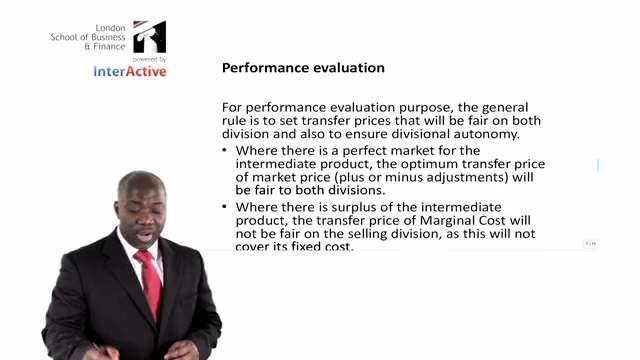 London
School of Business
& Finance
powered by
InterActive
Performance evaluation
For performance evaluation purpose, the general
rule is to set transfer prices that will be fair on both
division and also to ensure divisional autonomy.
• Where there is a perfect market for the
intermediate product, the optimum transfer price
of market price (plus or minus adjustments) will
be fair to both divisions.
• Where there is surplus of the intermediate
product, the transfer price of Marginal Cost will
not be fair on the selling division, as this will not
cover its fixed cost.